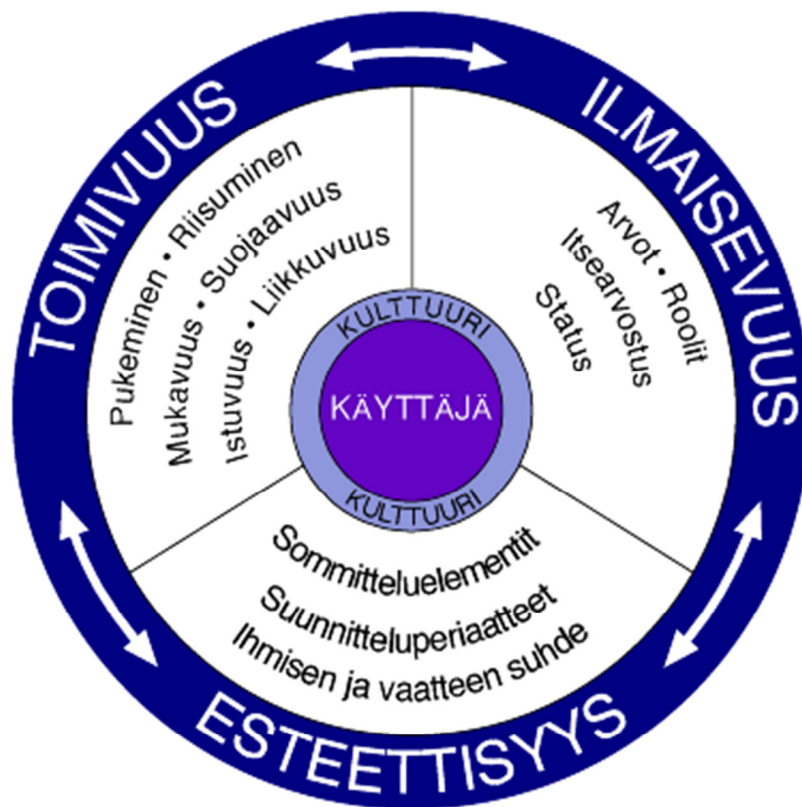 TOIMIVUUS
Pukeminen • Riisuminen
Mukavuus • Suojaavuus
Istuvuus • Liikkuvuus
ILMAISEVUUS
Arvot • Roolit
Itsearvostus
Status
KULTTUURI
KÄYTTÄJÄ
KULTTUURI
Sommitteluelementit
Suunnitteluperiaatteet
Ihmisen ja vaatteen suhde
ESTEETTISYYS